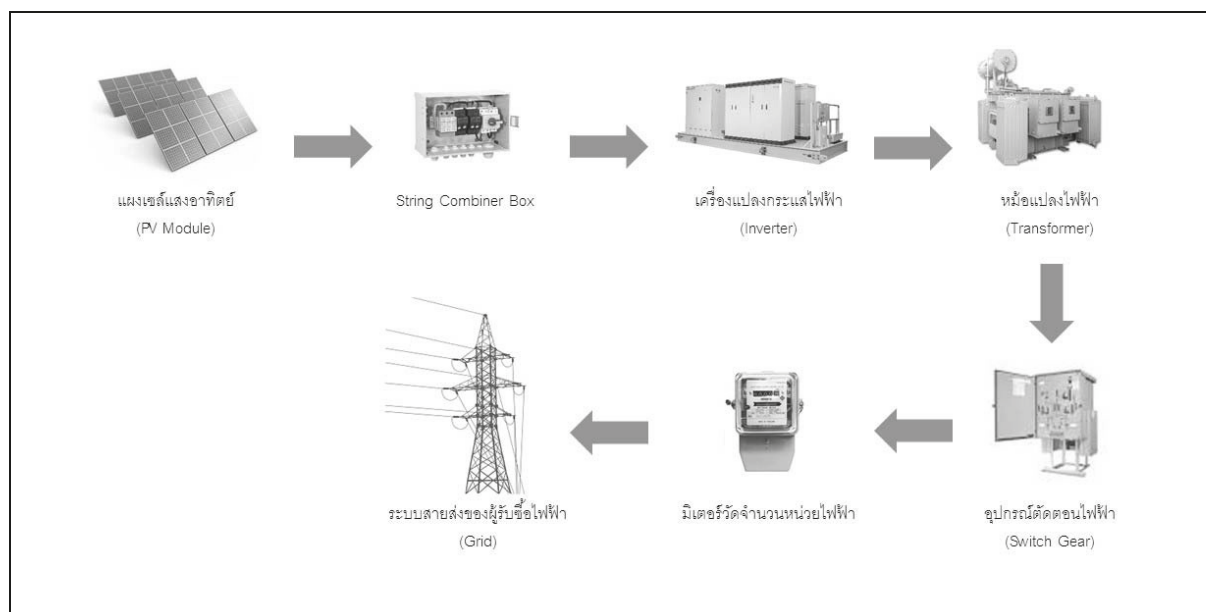 แผงเซล์แสงอาทิตย์
(PV Module)
String Combiner Box
เครื่องแปลงกระแสไฟฟ้า
(Inverter)
หม้อแปลงไฟฟ้า
(Transformer)
ระบบสายส่งของผู้รับซื้อไฟฟ้า
(Grid)
มิเตอร์วัดจำนวนหน่วยไฟฟ้า
อุปกรณ์ตัดตอนไฟฟ้า
(Switch Gear)